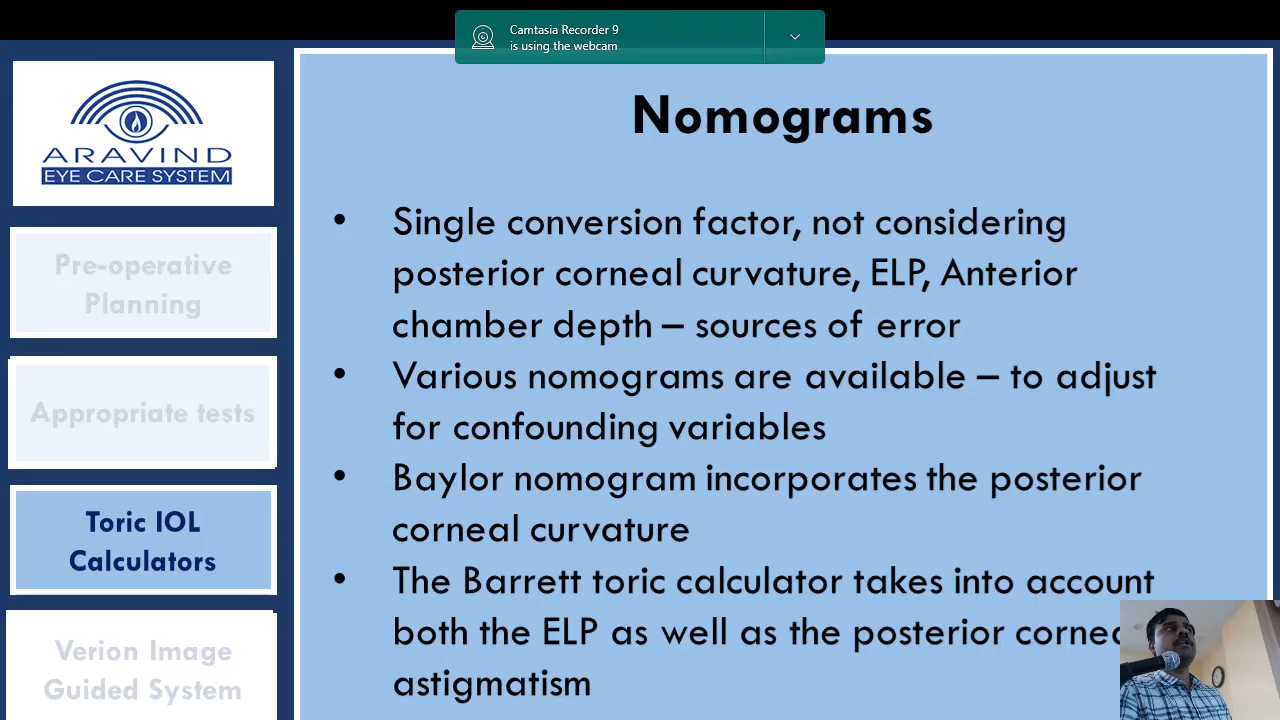 Camtasia Recorder 9
is using the webcam
ARAVIND
EYE CARE SYSTEM
Pre-operative
Planning
Appropriate tests
Toric IOL
Calculators
Verion Image
Guided System
Nomograms
• Single conversion factor, not considering
posterior corneal curvature, ELP, Anterior
chamber depth – sources of error
• Various nomograms are available – to adjust
for confounding variables
• Baylor nomogram incorporates the posterior
corneal curvature
• The Barrett toric calculator takes into account
both the ELP as well as the posterior
astigmatism